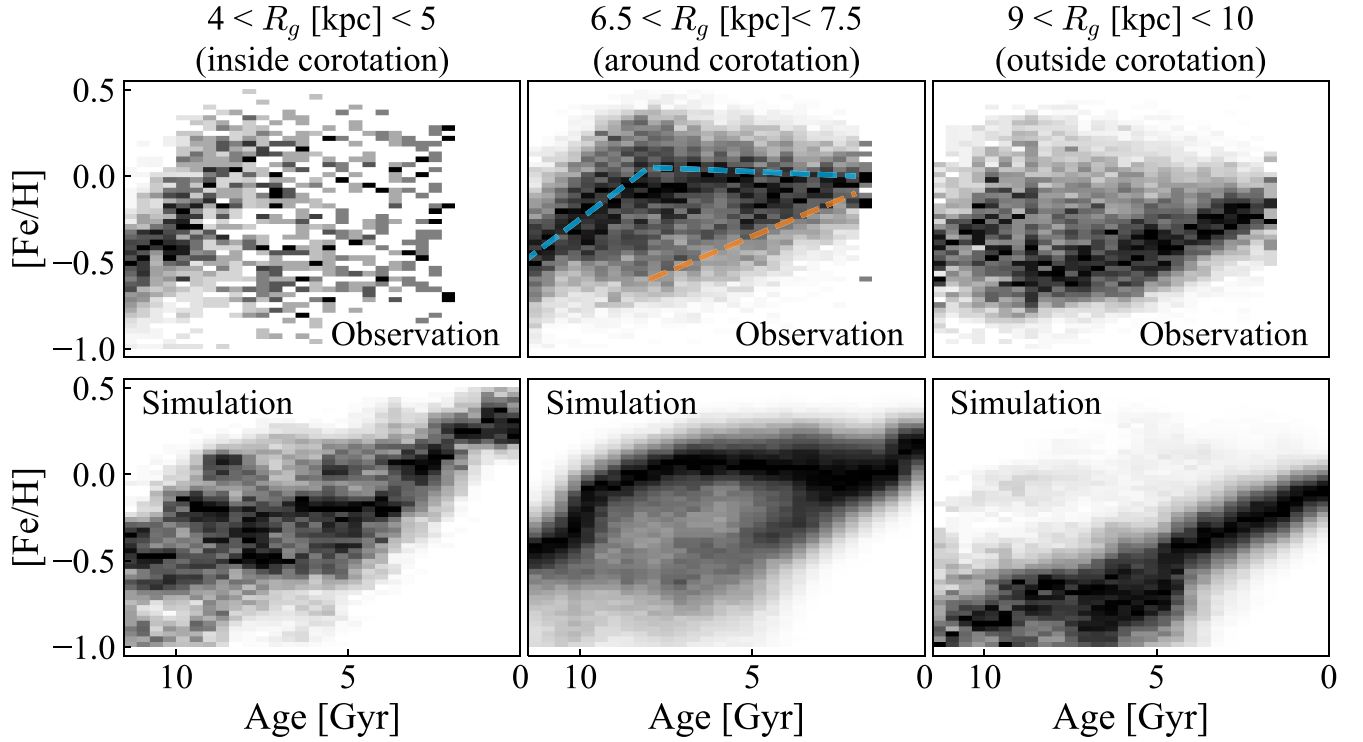 4 < R_g [kpc] < 5
(inside corotation)
6.5 < R_g [kpc]< 7.5
(around corotation)
9 < R_g [kpc] < 10
(outside corotation)
0.5
0.0
−0.5
−1.0
[Fe/H]
Observation
Observation
Observation
0.5
0.0
−0.5
−1.0
[Fe/H]
Simulation
Simulation
Simulation
10 5 0
10 5
10 5 0
Age [Gyr]
Age [Gyr]
Age [Gyr]